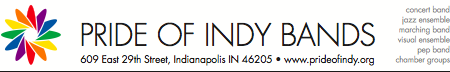 PRIDE OF INDY BANDS
609 East 29th Street, Indianapolis IN 46205 • www.prideofindy.org
concert band
jazz ensemble
marching band
visual ensemble
pep band
chamber groups